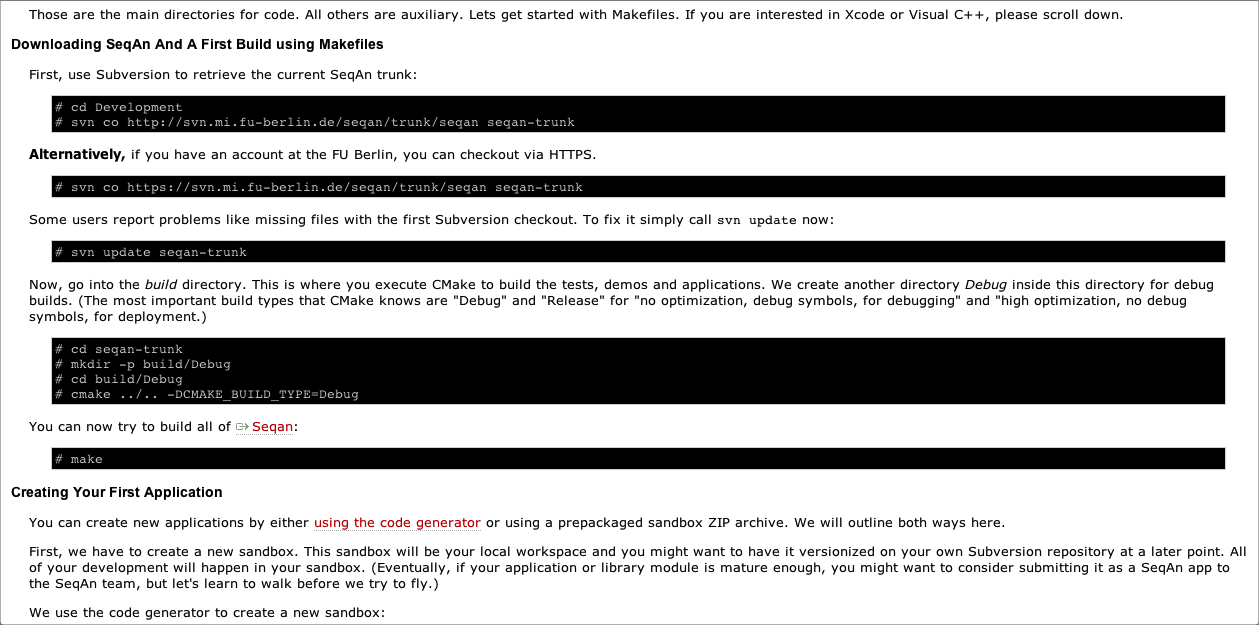 Those are the main directories for code. All others are auxiliary. Lets get started with Makefiles. If you are interested in Xcode or Visual C++, please scroll down.
Downloading SeqAn And A First Build using Makefiles
First, use Subversion to retrieve the current SeqAn trunk:
# cd Development
# svn co http://svn.mi.fu-berlin.de/seqan/trunk/seqan seqan-trunk
Alternatively, if you have an account at the FU Berlin, you can checkout via HTTPS.
# svn co https://svn.mi.fu-berlin.de/seqan/trunk/seqan seqan-trunk
Some users report problems like missing files with the first Subversion checkout. To fix it simply call svn update now:
# svn update seqan-trunk
Now, go into the build directory. This is where you execute CMake to build the tests, demos and applications. We create another directory Debug inside this directory for debug
builds. (The most important build types that CMake knows are "Debug" and "Release" for "no optimization, debug symbols, for debugging" and "high optimization, no debug
symbols, for deployment.)
# cd seqan-trunk
# mkdir -p build/Debug
# cd build/Debug
# cmake ../.. -DCMAKE_BUILD_TYPE=Debug
You can now try to build all of Seqan:
# make
Creating Your First Application
You can create new applications by either using the code generator or using a prepackaged sandbox ZIP archive. We will outline both ways here.
First, we have to create a new sandbox. This sandbox will be your local workspace and you might want to have it versionized on your own Subversion repository at a later point. All
of your development will happen in your sandbox. (Eventually, if your application or library module is mature enough, you might want to consider submitting it as a SeqAn app to
the SeqAn team, but let's learn to walk before we try to fly.)
We use the code generator to create a new sandbox: